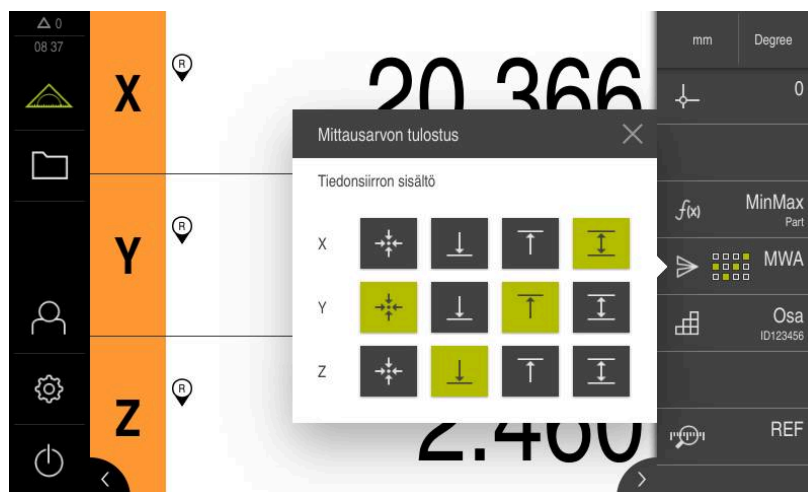 0
08 37
X
R
20.366
mm
Degree
0
Mittausarvon tulostus
Tiedonsiirron sisältö
X
f(x)
MinMax
Part
Y
R
MWA
Y
Osa
ID123456
Z
Z
R
2.460
REF